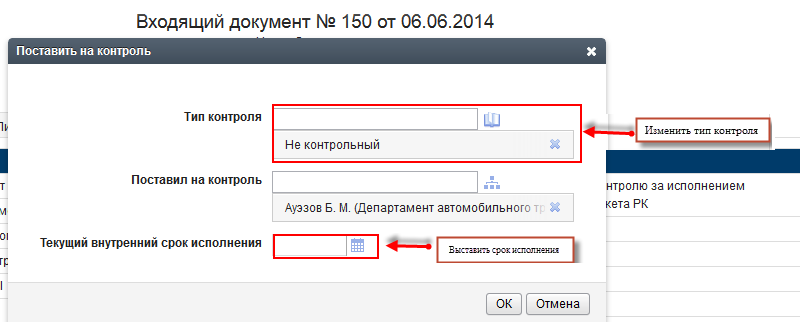 Входящий документ № 150 от 06.06.2014
Поставить на контроль
Тип контроля
Не контрольный
Изменить тип контроля
Поставил на контроль
нтролю за исполнением
Ауэзов Б. М. (Департамент автомобильного тр
кета РК
Текущий внутренний срок исполнения
Выставить срок исполнения
ОК
Отмена